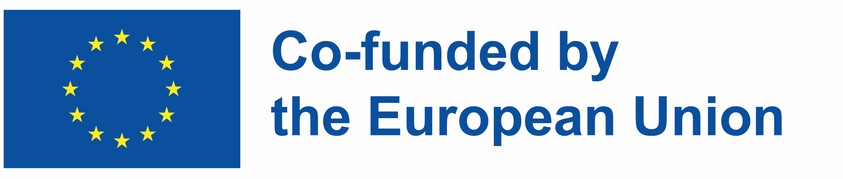 Co-funded by
the European Union